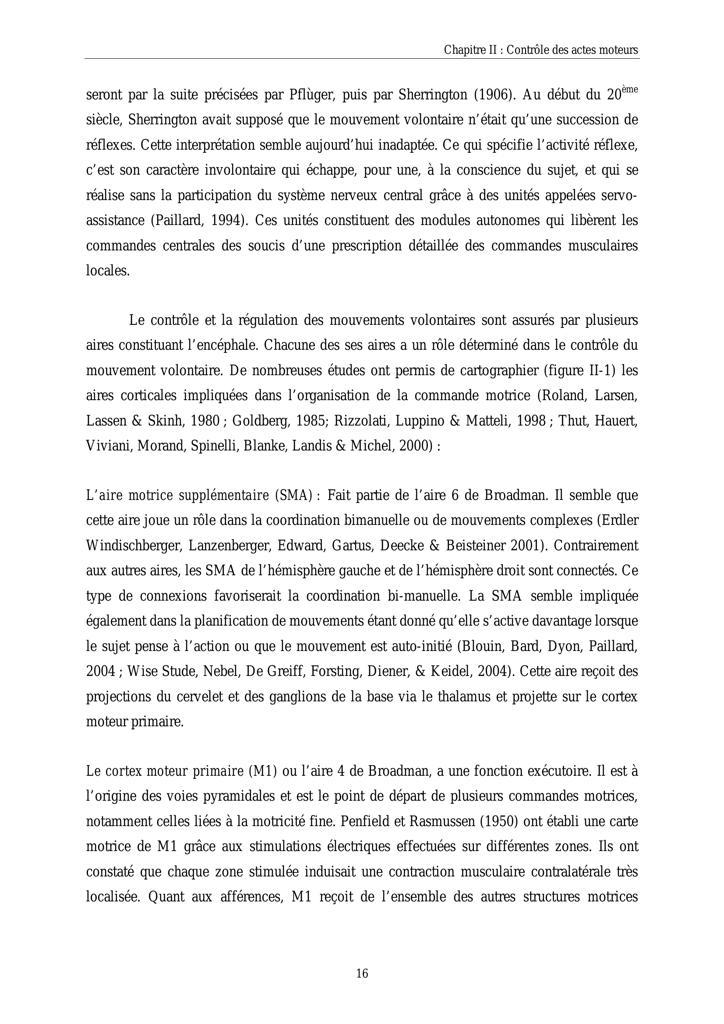 Chapitre II : Contrôle des actes moteurs
seront par la suite précisées par Pflùger, puis par Sherrington (1906). Au début du 20ème
siècle, Sherrington avait supposé que le mouvement volontaire n’était qu’une succession de
réflexes. Cette interprétation semble aujourd’hui inadaptée. Ce qui spécifie l’activité réflexe,
c’est son caractère involontaire qui échappe, pour une, à la conscience du sujet, et qui se
réalise sans la participation du système nerveux central grâce à des unités appelées servo-
assistance (Paillard, 1994). Ces unités constituent des modules autonomes qui libèrent les
commandes centrales des soucis d’une prescription détaillée des commandes musculaires
locales.
Le contrôle et la régulation des mouvements volontaires sont assurés par plusieurs
aires constituant l’encéphale. Chacune des ses aires a un rôle déterminé dans le contrôle du
mouvement volontaire. De nombreuses études ont permis de cartographier (figure II-1) les
aires corticales impliquées dans l’organisation de la commande motrice (Roland, Larsen,
Lassen & Skinh, 1980 ; Goldberg, 1985; Rizzolati, Luppino & Matteli, 1998 ; Thut, Hauert,
Viviani, Morand, Spinelli, Blanke, Landis & Michel, 2000) :
L’aire motrice supplémentaire (SMA) : Fait partie de l’aire 6 de Broadman. Il semble que
cette aire joue un rôle dans la coordination bimanuelle ou de mouvements complexes (Erdler
Windischberger, Lanzenberger, Edward, Gartus, Deecke & Beisteiner 2001). Contrairement
aux autres aires, les SMA de l’hémisphère gauche et de l’hémisphère droit sont connectés. Ce
type de connexions favoriserait la coordination bi-manuelle. La SMA semble impliquée
également dans la planification de mouvements étant donné qu’elle s’active davantage lorsque
le sujet pense à l’action ou que le mouvement est auto-initié (Blouin, Bard, Dyon, Paillard,
2004 ; Wise Stude, Nebel, De Greiff, Forsting, Diener, & Keidel, 2004). Cette aire reçoit des
projections du cervelet et des ganglions de la base via le thalamus et projette sur le cortex
moteur primaire.
Le cortex moteur primaire (M1) ou l’aire 4 de Broadman, a une fonction exécutoire. Il est à
l’origine des voies pyramidales et est le point de départ de plusieurs commandes motrices,
notamment celles liées à la motricité fine. Penfield et Rasmussen (1950) ont établi une carte
motrice de M1 grâce aux stimulations électriques effectuées sur différentes zones. Ils ont
constaté que chaque zone stimulée induisait une contraction musculaire contralatérale très
localisée. Quant aux afférences, M1 reçoit de l’ensemble des autres structures motrices
16